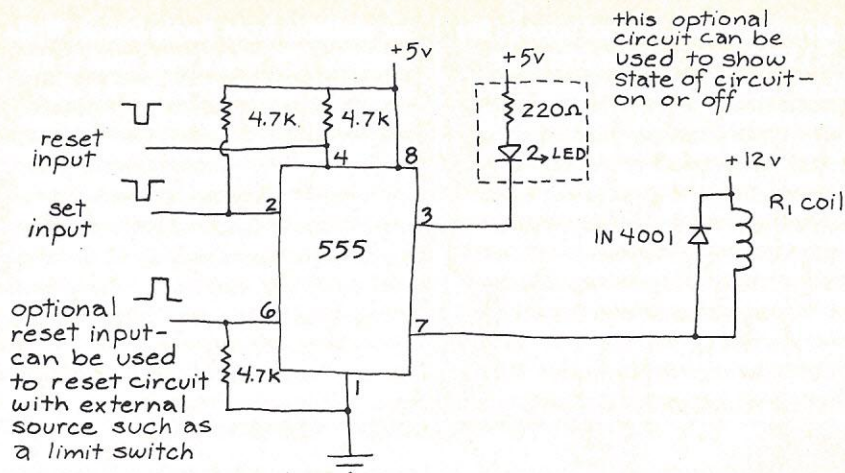 this optional
circuit can be
used to show
state of circuit—
on or off
+5v
+5v
4.7k
4.7k
220Ω
LED
reset
input
4
8
+12v
set
input
2
555
3
1N 4001
R1 coil
optional
reset input—
can be used
to reset circuit
with external
source such as
a limit switch
6
7
4.7k
1